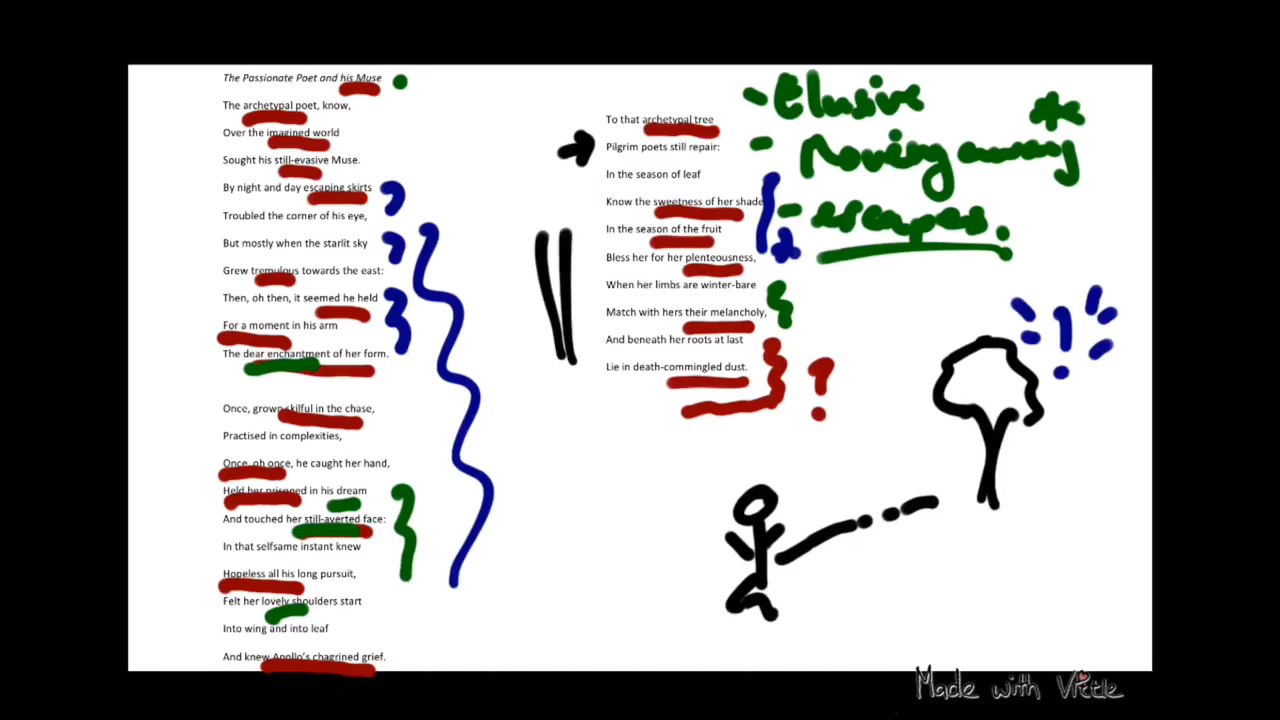 The Passionate Poet and his Muse
The archetypal poet, know,
Over the imagined world
Sought his still-evasive Muse.
By night and day escaping skirts
Troubled the corner of his eye,
But mostly when the starlit sky
Grew tremulous towards the east:
Then, oh then, it seemed he held
For a moment in his arm
The dear enchantment of her form.
Once, grown skilful in the chase,
Practised in complexities,
Once, oh once, he caught her hand,
Held her prisoned in his dream
And touched her still-averted face:
In that selfsame instant knew
Hopeless all his long pursuit,
Felt her lovely shoulders start
Into wing and into leaf
And knew Apollo's chagrined grief.
To that archetypal tree
Pilgrim poets still repair:
In the season of leaf
Know the sweetness of her shade
In the season of the fruit
Bless her for her plenteousness,
When her limbs are winter-bare
Match with hers their melancholy,
And beneath her roots at last
Lie in death-commingled dust.
?
- Elusive
- Moving away
- escapes.
!
Made with Vittle